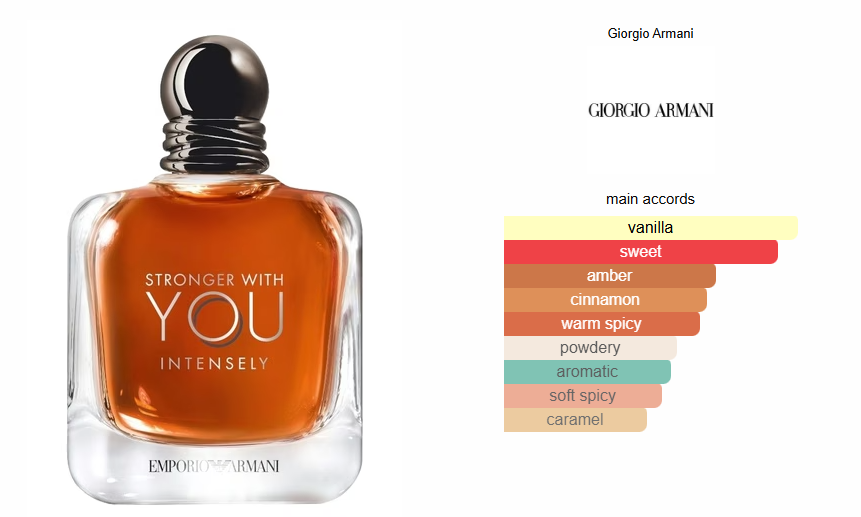 STRONGER WITH
YOU
INTENSELY
EMPORIO ARMANI
Giorgio Armani
GIORGIO ARMANI
main accords
vanilla
sweet
amber
cinnamon
warm spicy
powdery
aromatic
soft spicy
caramel